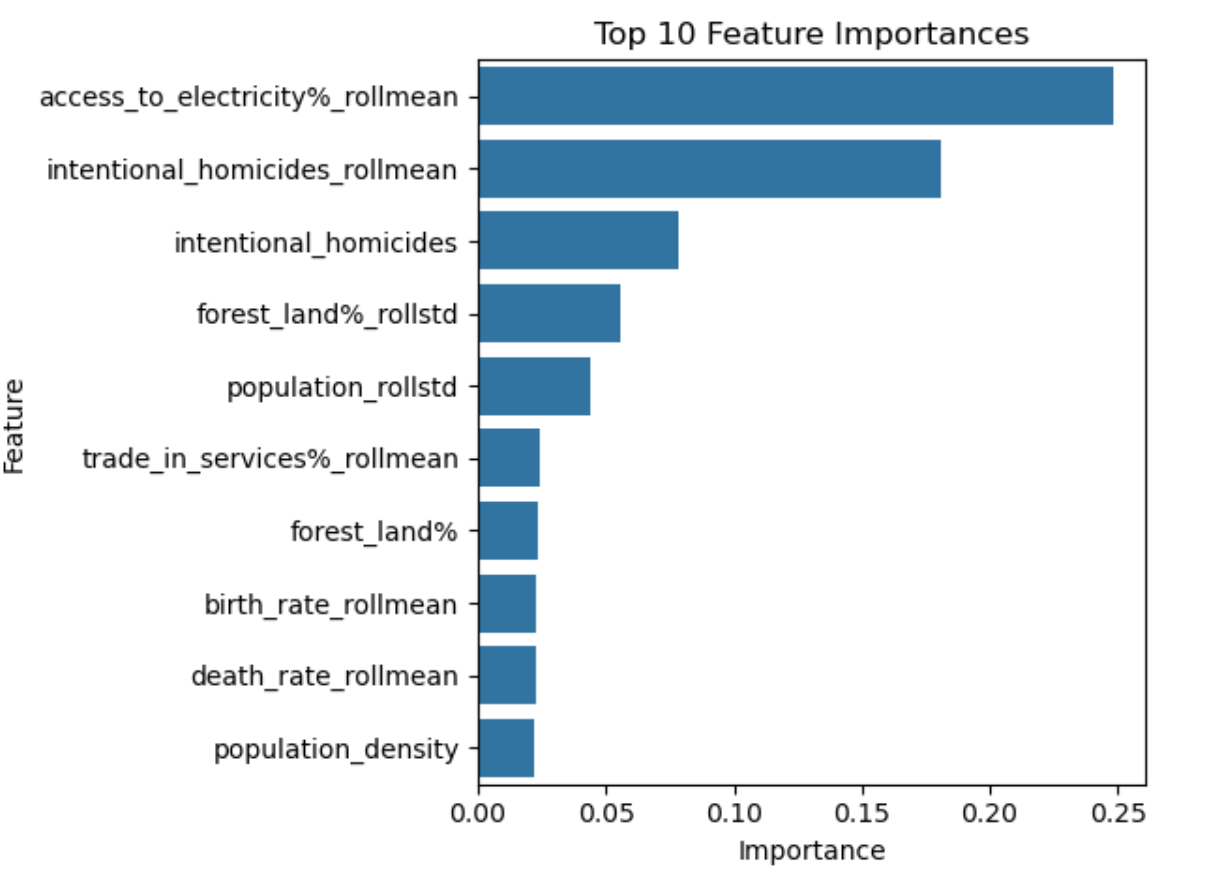 Top 10 Feature Importances
access_to_electricity%_rollmean
intentional_homicides_rollmean
intentional_homicides
forest_land%_rollstd
population_rollstd
trade_in_services%_rollmean
forest_land%
birth_rate_rollmean
death_rate_rollmean
population_density
Feature
0.00 0.05 0.10 0.15 0.20 0.25
Importance